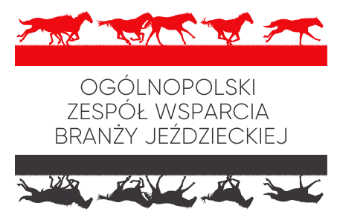 OGÓLNOPOLSKI
ZESPÓŁ WSPARCIA
BRANŻY JEŹDZIECKIEJ